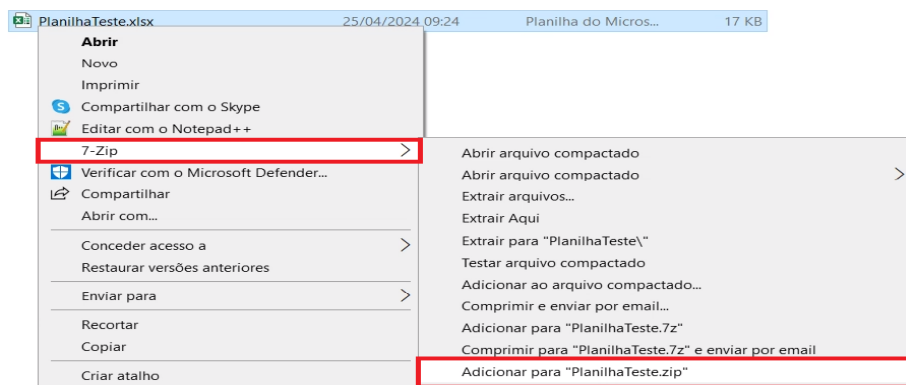 PlanilhaTeste.xlsx 25/04/2024 09:24 Planilha do Micros... 17 KB
Abrir
Novo
Imprimir
Compartilhar com o Skype
Editar com o Notepad++
7-Zip
Verificar com o Microsoft Defender...
Compartilhar
Abrir com...
Conceder acesso a
Restaurar versões anteriores
Enviar para
Recortar
Copiar
Criar atalho
Abrir arquivo compactado
Abrir arquivo compactado
Extrair arquivos...
Extrair Aqui
Extrair para "PlanilhaTeste\"
Testar arquivo compactado
Adicionar ao arquivo compactado...
Comprimir e enviar por email...
Adicionar para "PlanilhaTeste.7z"
Comprimir para "PlanilhaTeste.7z" e enviar por email
Adicionar para "PlanilhaTeste.zip"